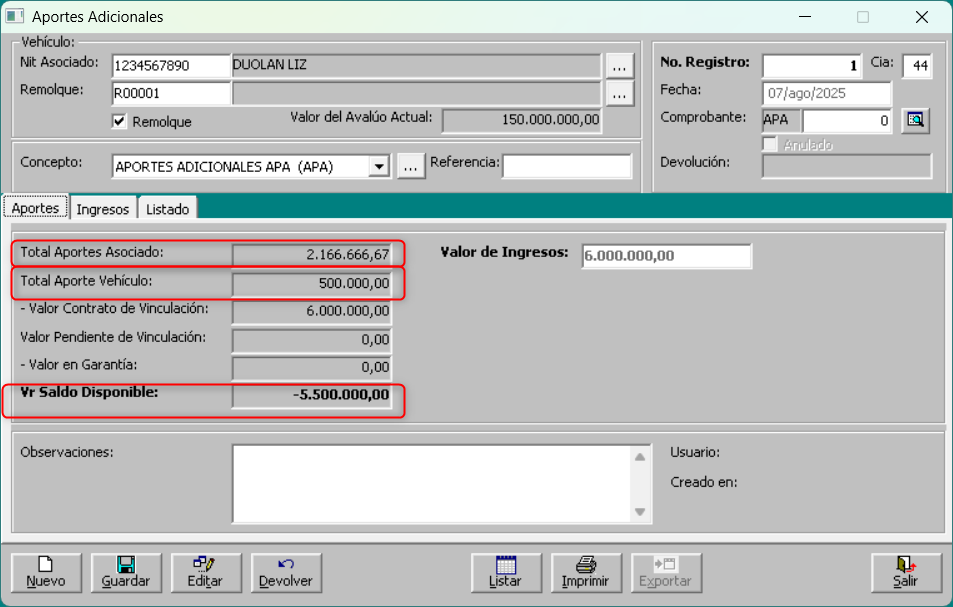 Aportes Adicionales
Vehículo:
Nit Asociado: 1234567890 DUOLAN LIZ ...
Remolque: R00001 ...
Remolque Valor del Avalúo Actual: 150.000.000,00
No. Registro: 1 Cia: 44
Fecha: 07/ago/2025
Comprobante: APA 0
Anulado
Devolución:
Concepto: APORTES ADICIONALES APA (APA) ... Referencia:
Aportes Ingresos Listado
Total Aportes Asociado: 2.166.666,67
Total Aporte Vehículo: 500.000,00
- Valor Contrato de Vinculación: 6.000.000,00
Valor Pendiente de Vinculación: 0,00
- Valor en Garantía: 0,00
Vr Saldo Disponible: -5.500.000,00
Valor de Ingresos: 6.000.000,00
Observaciones:
Usuario:
Creado en:
Nuevo Guardar Editar Devolver Listar Imprimir Exportar Salir